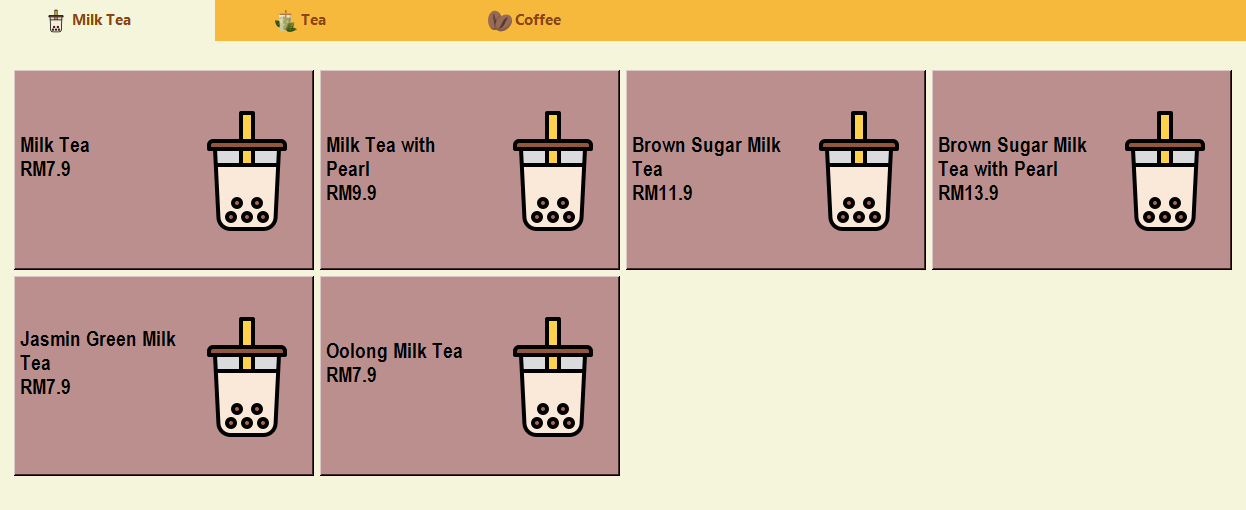 Milk Tea
Tea
Coffee
Milk Tea
RM7.9
Milk Tea with
Pearl
RM9.9
Brown Sugar Milk
Tea
RM11.9
Brown Sugar Milk
Tea with Pearl
RM13.9
Jasmin Green Milk
Tea
RM7.9
Oolong Milk Tea
RM7.9